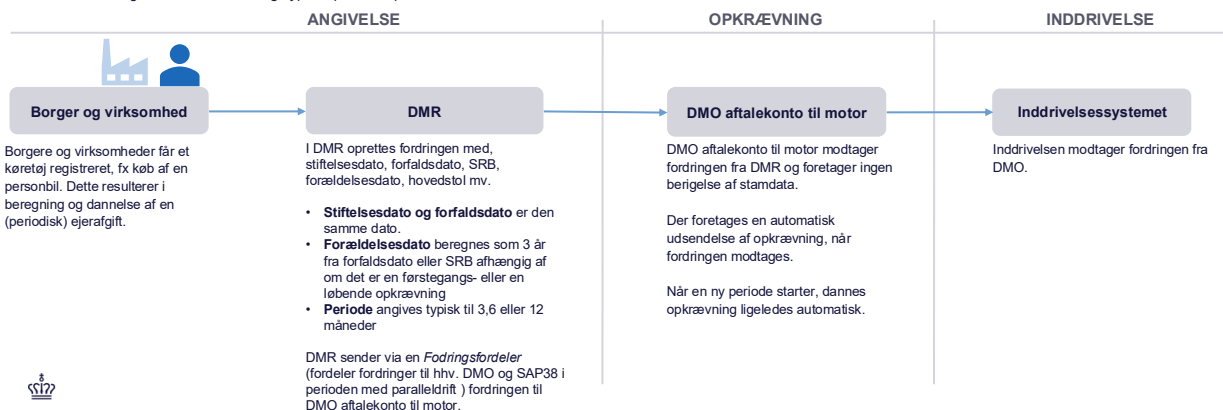 ANGIVELSE
OPKRÆVNING
INDDRIVELSE
Borger og virksomhed
Borgere og virksomheder får et
køretøj registreret, fx køb af en
personbil. Dette resulterer i
beregning og dannelse af en
(periodisk) ejerafgift.
DMR
I DMR oprettes fordringen med,
stiftelsesdato, forfaldsdato, SRB,
forældelsesdato, hovedstol mv.
• Stiftelsesdato og forfaldsdato er den
samme dato.
• Forældelsesdato beregnes som 3 år
fra forfaldsdato eller SRB afhængig af
om det er en førstegangs- eller en
løbende opkrævning
• Periode angives typisk til 3,6 eller 12
måneder
DMR sender via en Fodringsfordeler
(fordeler fordringer til hhv. DMO og SAP38 i
perioden med paralleldrift ) fordringen til
DMO aftalekonto til motor.
DMO aftalekonto til motor
DMO aftalekonto til motor modtager
fordringen fra DMR og foretager ingen
berigelse af stamdata.
Der foretages en automatisk
udsendelse af opkrævning, når
fordringen modtages.
Når en ny periode starter, dannes
opkrævning ligeledes automatisk.
Inddrivelsessystemet
Inddrivelsen modtager fordringen fra
DMO.